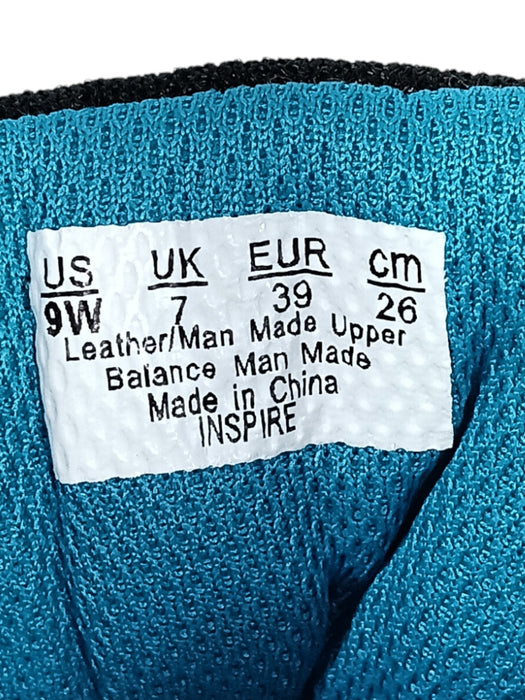 US UK EUR cm
9W 7 39 26
Leather/Man Made Upper
Balance Man Made
Made in China
INSPIRE